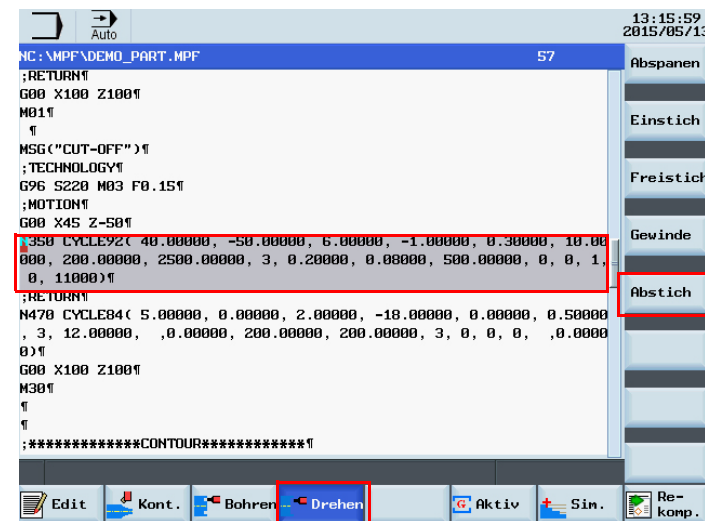 Auto
13:15:59
2015/05/13
NC:\MPF\DEMO_PART.MPF 57
;RETURN¶
G00 X100 Z100¶
M01¶
¶
MSG("CUT-OFF")¶
;TECHNOLOGY¶
G96 S220 M03 F0.15¶
;MOTION¶
G00 X45 Z-50¶
N350 CYCLE92( 40.00000, -50.00000, 6.00000, -1.00000, 0.30000, 10.00
000, 200.00000, 2500.00000, 3, 0.20000, 0.08000, 500.00000, 0, 0, 1,
0, 11000)¶
;RETURN¶
N470 CYCLE84( 5.00000, 0.00000, 2.00000, -18.00000, 0.00000, 0.50000
, 3, 12.00000, ,0.00000, 200.00000, 200.00000, 3, 0, 0, 0, ,0.0000
0)¶
G00 X100 Z100¶
M30¶
¶
¶
;*************CONTOUR************¶
Abspanen
Einstich
Freistich
Gewinde
Abstich
Edit
Kont.
Bohren
Drehen
G Aktiv
Sim.
Re-
komp.